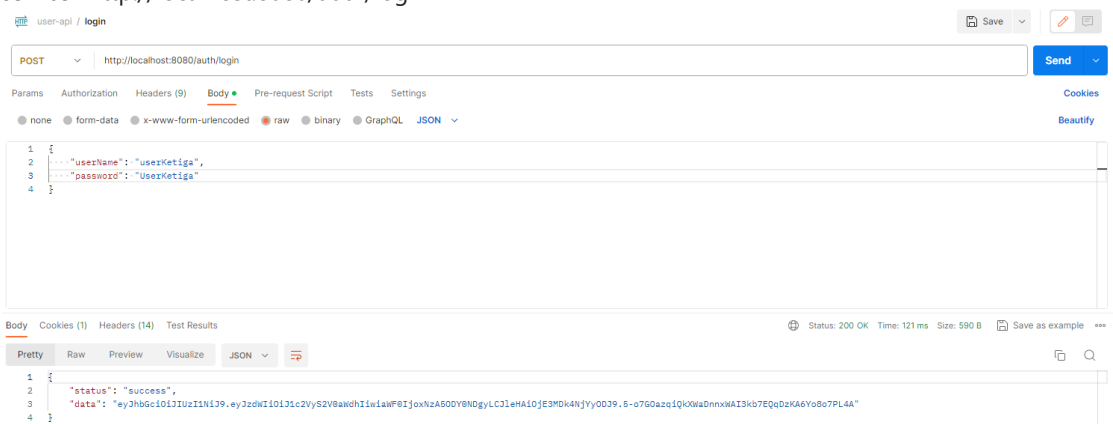 user-api / login
Save
POST http://localhost:8080/auth/login Send
Params Authorization Headers (9) Body Pre-request Script Tests Settings Cookies
none form-data x-www-form-urlencoded raw binary GraphQL JSON Beautify
1 {
2 "userName": "userKetiga",
3 "password": "UserKetiga"
4 }
Body Cookies (1) Headers (14) Test Results Status: 200 OK Time: 121 ms Size: 590 B Save as example
Pretty Raw Preview Visualize JSON
1 {
2 "status": "success",
3 "data":
4 }